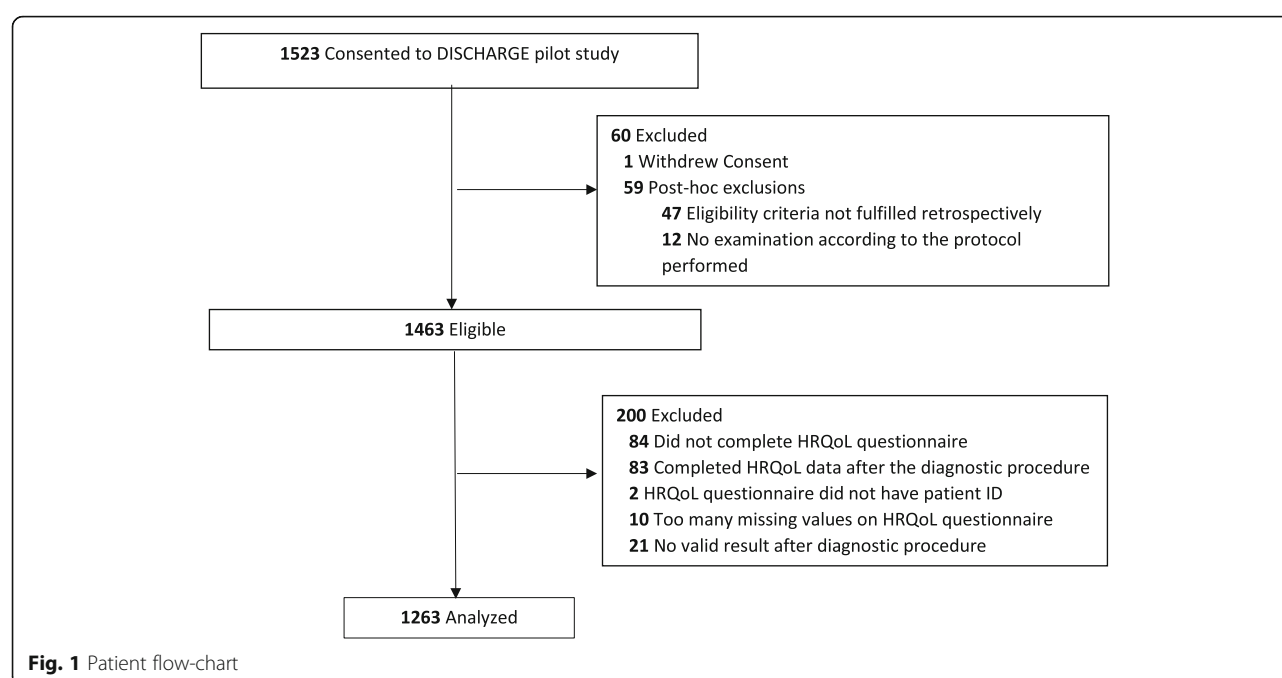 1523 Consented to DISCHARGE pilot study
60 Excluded
1 Withdrew Consent
59 Post-hoc exclusions
47 Eligibility criteria not fulfilled retrospectively
12 No examination according to the protocol
performed
1463 Eligible
200 Excluded
84 Did not complete HRQoL questionnaire
83 Completed HRQoL data after the diagnostic procedure
2 HRQoL questionnaire did not have patient ID
10 Too many missing values on HRQoL questionnaire
21 No valid result after diagnostic procedure
1263 Analyzed
Fig. 1 Patient flow-chart